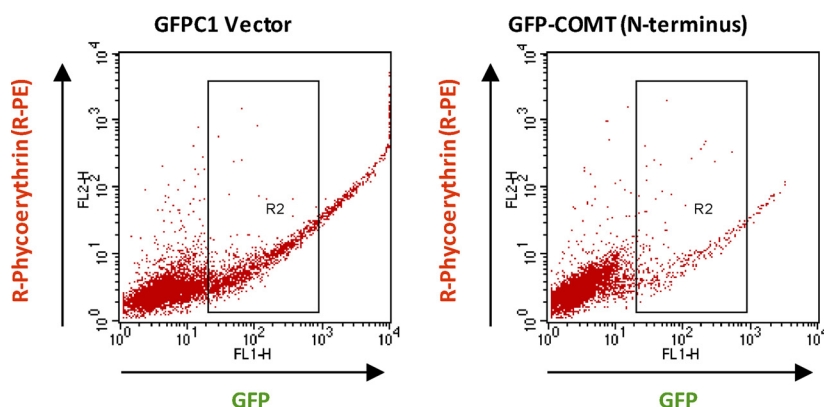 GFPC1 Vector
GFP-COMT (N-terminus)
R-Phycoerythrin (R-PE)
FL2-H
10^4
10^3
10^2
10^1
10^0
R2
10^0 10^1 10^2 10^3 10^4
FL1-H
GFP
R-Phycoerythrin (R-PE)
FL2-H
10^4
10^3
10^2
10^1
10^0
R2
10^0 10^1 10^2 10^3 10^4
FL1-H
GFP